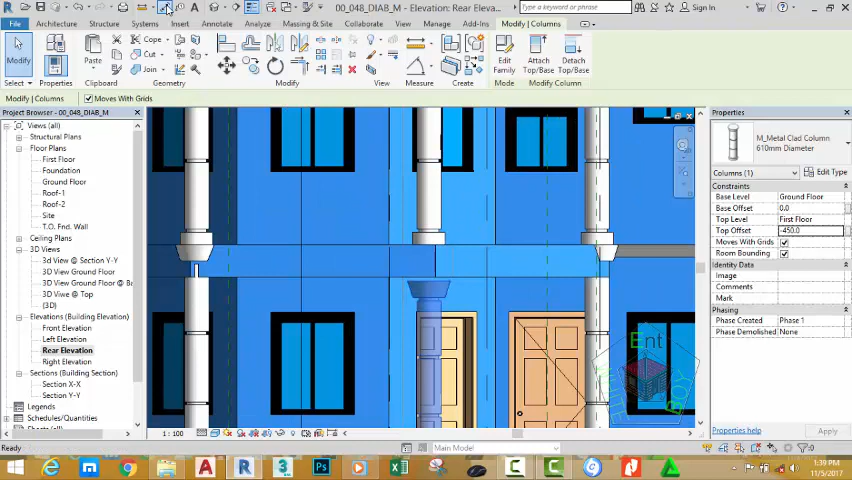 00_048_DIAB_M - Elevation: Rear Eleva...
Type a keyword or phrase
Sign In
File
Architecture
Structure
Systems
Insert
Annotate
Analyze
Massing & Site
Collaborate
View
Manage
Add-Ins
Modify | Columns
Modify
Properties
Paste
Cope
Cut
Join
Edit
Family
Attach
Top/Base
Detach
Top/Base
Select
Properties
Clipboard
Geometry
Modify
View
Measure
Create
Mode
Modify Column
Modify | Columns
Moves With Grids
Project Browser - 00_048_DIAB_M
Views (all)
Structural Plans
Floor Plans
First Floor
Foundation
Ground Floor
Roof-1
Roof-2
Site
T.O. Fnd. Wall
Ceiling Plans
3D Views
3d View @ Section Y-Y
3D View Ground Floor
3D View Ground Floor @ Ba
3D Viwe @ Top
{3D}
Elevations (Building Elevation)
Front Elevation
Left Elevation
Rear Elevation
Right Elevation
Sections (Building Section)
Section X-X
Section Y-Y
Legends
Schedules/Quantities
Properties
M_Metal Clad Column
610mm Diameter
Columns (1)
Edit Type
Constraints
Base Level Ground Floor
Base Offset 0.0
Top Level First Floor
Top Offset -450.0
Moves With Grids
Room Bounding
Identity Data
Image
Comments
Mark
Phasing
Phase Created Phase 1
Phase Demolished None
Properties help
Apply
Ent
BOY
1 : 100
Ready
Main Model
:0
1:39 PM
11/5/2017